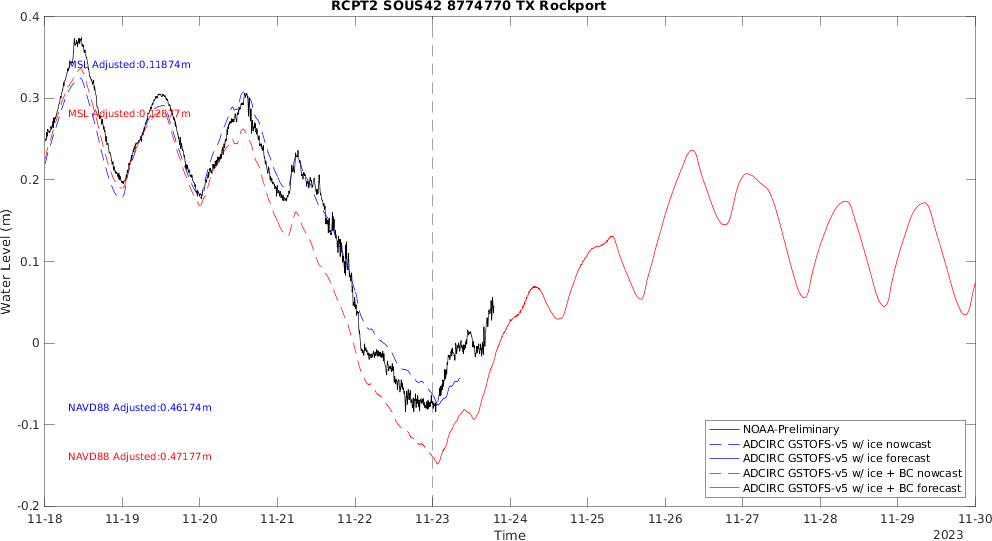 RCPT2 SOUS42 8774770 TX Rockport
0.4
0.3
0.2
0.1
0
-0.1
-0.2
Water Level (m)
MSL Adjusted:0.11874m
MSL Adjusted:0.12877m
NAVD88 Adjusted:0.46174m
NAVD88 Adjusted:0.47177m
NOAA-Preliminary
ADCIRC GSTOFS-v5 w/ ice nowcast
ADCIRC GSTOFS-v5 w/ ice forecast
ADCIRC GSTOFS-v5 w/ ice + BC nowcast
ADCIRC GSTOFS-v5 w/ ice + BC forecast
11-18 11-19 11-20 11-21 11-22 11-23 11-24 11-25 11-26 11-27 11-28 11-29 11-30
Time
2023